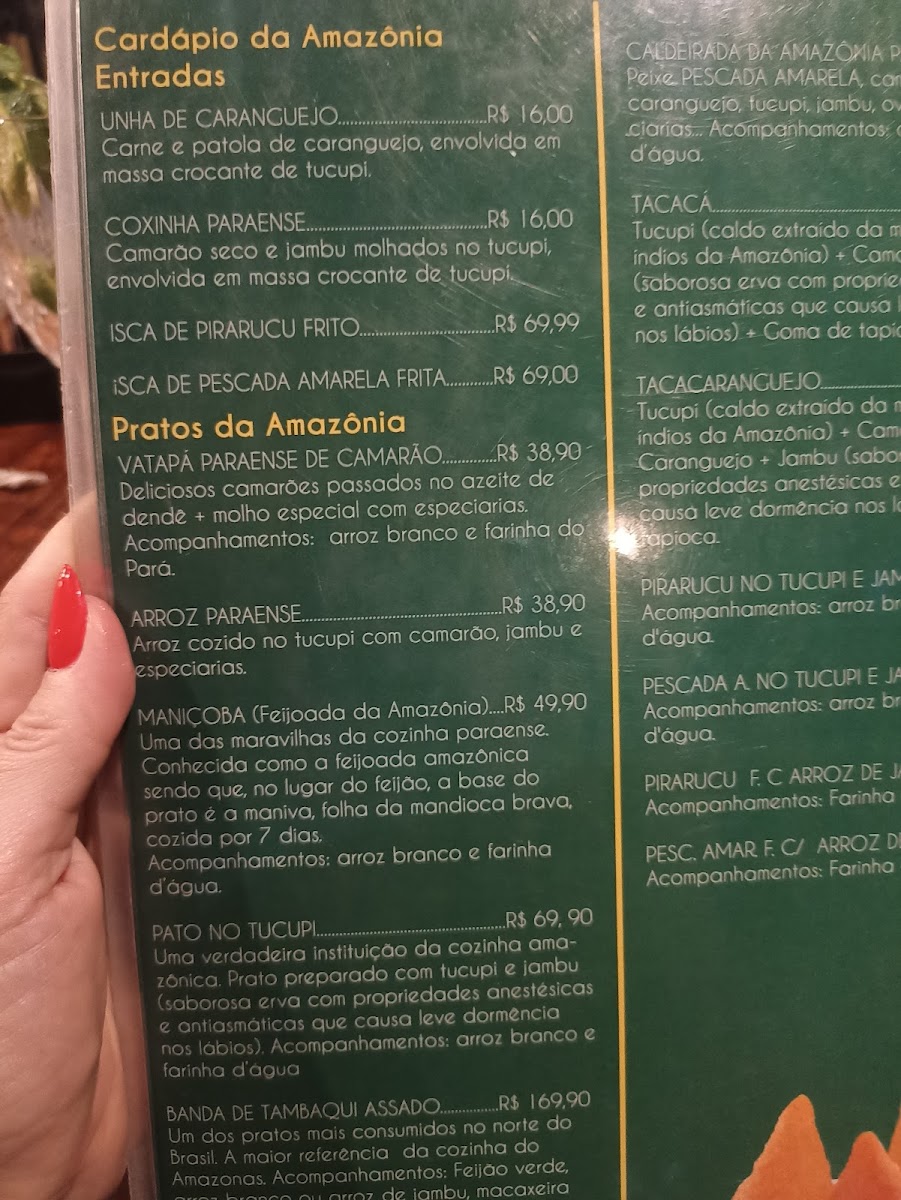 Cardápio da Amazônia
Entradas
UNHA DE CARANGUEJO.................................R$ 16,00
Carne e patola de caranguejo, envolvida em
massa crocante de tucupi.
COXINHA PARAENSE........................................R$ 16,00
Camarão seco e jambu molhados no tucupi,
envolvida em massa crocante de tucupi.
ISCA DE PIRARUCU FRITO..............................R$ 69,99
iSCA DE PESCADA AMARELA FRITA...........R$ 69,00
Pratos da Amazônia
VATAPÁ PARAENSE DE CAMARÃO............R$ 38,90
Deliciosos camarões passados no azeite de
dendê + molho especial com especiarias.
Acompanhamentos: arroz branco e farinha do
Pará.
ARROZ PARAENSE............................................R$ 38,90
Arroz cozido no tucupi com camarão, jambu e
especiarias.
MANIÇOBA (Feijoada da Amazônia)....R$ 49,90
Uma das maravilhas da cozinha paraense.
Conhecida como a feijoada amazônica
sendo que, no lugar do feijão, a base do
prato é a maniva, folha da mandioca brava,
cozida por 7 dias.
Acompanhamentos: arroz branco e farinha
d'água.
PATO NO TUCUPI..........................................R$ 69, 90
Uma verdadeira instituição da cozinha ama-
zônica. Prato preparado com tucupi e jambu
(saborosa erva com propriedades anestésicas
e antiasmáticas que causa leve dormência
nos lábios). Acompanhamentos: arroz branco e
farinha d'água
BANDA DE TAMBAQUI ASSADO..............R$ 169,90
Um dos pratos mais consumidos no norte do
Brasil. A maior referência da cozinha do
Amazonas. Acompanhamentos: Feijão verde,
arroz branco ou arroz de jambu, macaxeira
CALDEIRADA DA AMAZÔNIA
Peixe PESCADA AMARELA,
caranguejo, tucupi, jambu,
ciarias... Acompanhamentos:
d'água.
TACACÁ
Tucupi (caldo extraído da
índios da Amazônia) +
(saborosa erva com
e antiasmáticas que causa
nos lábios) + Goma de
TACACARANGUEJO
Tucupi (caldo extraído da
índios da Amazônia) +
Caranguejo + Jambu
propriedades anestésicas e
causa leve dormência nos
tapioca.
PIRARUCU NO TUCUPI E
Acompanhamentos: arroz
d'água.
PESCADA A. NO TUCUPI E
Acompanhamentos: arroz
d'água.
PIRARUCU F. C ARROZ DE
Acompanhamentos: Farinha
PESC. AMAR F. C/ ARROZ
Acompanhamentos: Farinha